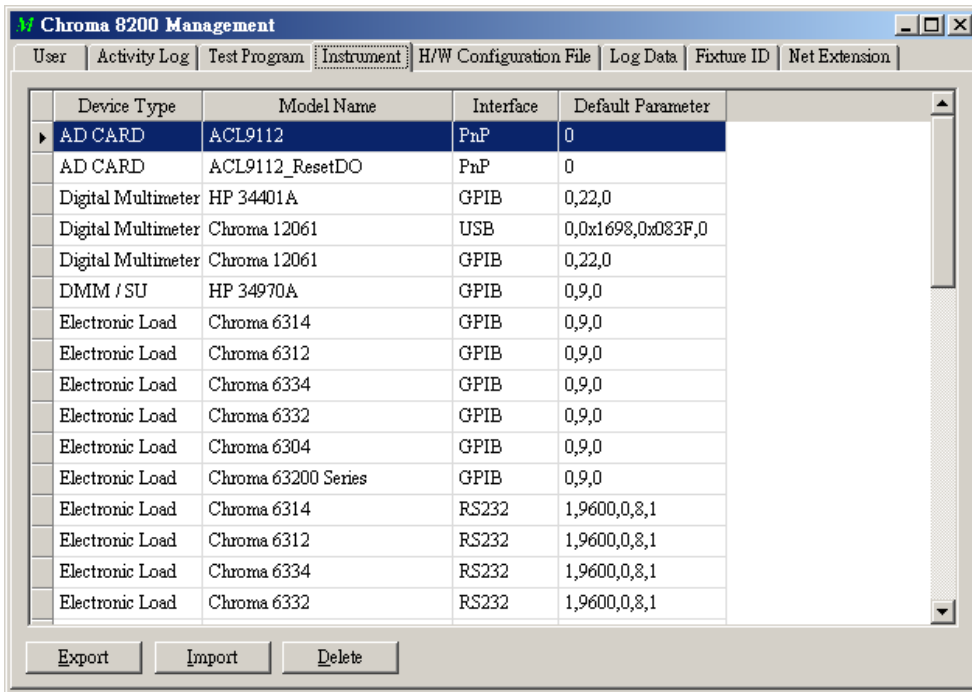 Chroma 8200 Management
User Activity Log Test Program Instrument H/W Configuration File Log Data Fixture ID Net Extension
Device Type Model Name Interface Default Parameter
AD CARD ACL9112 PnP 0
AD CARD ACL9112_ResetDO PnP 0
Digital Multimeter HP 34401A GPIB 0,22,0
Digital Multimeter Chroma 12061 USB 0,0x1698,0x083F,0
Digital Multimeter Chroma 12061 GPIB 0,22,0
DMM / SU HP 34970A GPIB 0,9,0
Electronic Load Chroma 6314 GPIB 0,9,0
Electronic Load Chroma 6312 GPIB 0,9,0
Electronic Load Chroma 6334 GPIB 0,9,0
Electronic Load Chroma 6332 GPIB 0,9,0
Electronic Load Chroma 6304 GPIB 0,9,0
Electronic Load Chroma 63200 Series GPIB 0,9,0
Electronic Load Chroma 6314 RS232 1,9600,0,8,1
Electronic Load Chroma 6312 RS232 1,9600,0,8,1
Electronic Load Chroma 6334 RS232 1,9600,0,8,1
Electronic Load Chroma 6332 RS232 1,9600,0,8,1
Export Import Delete